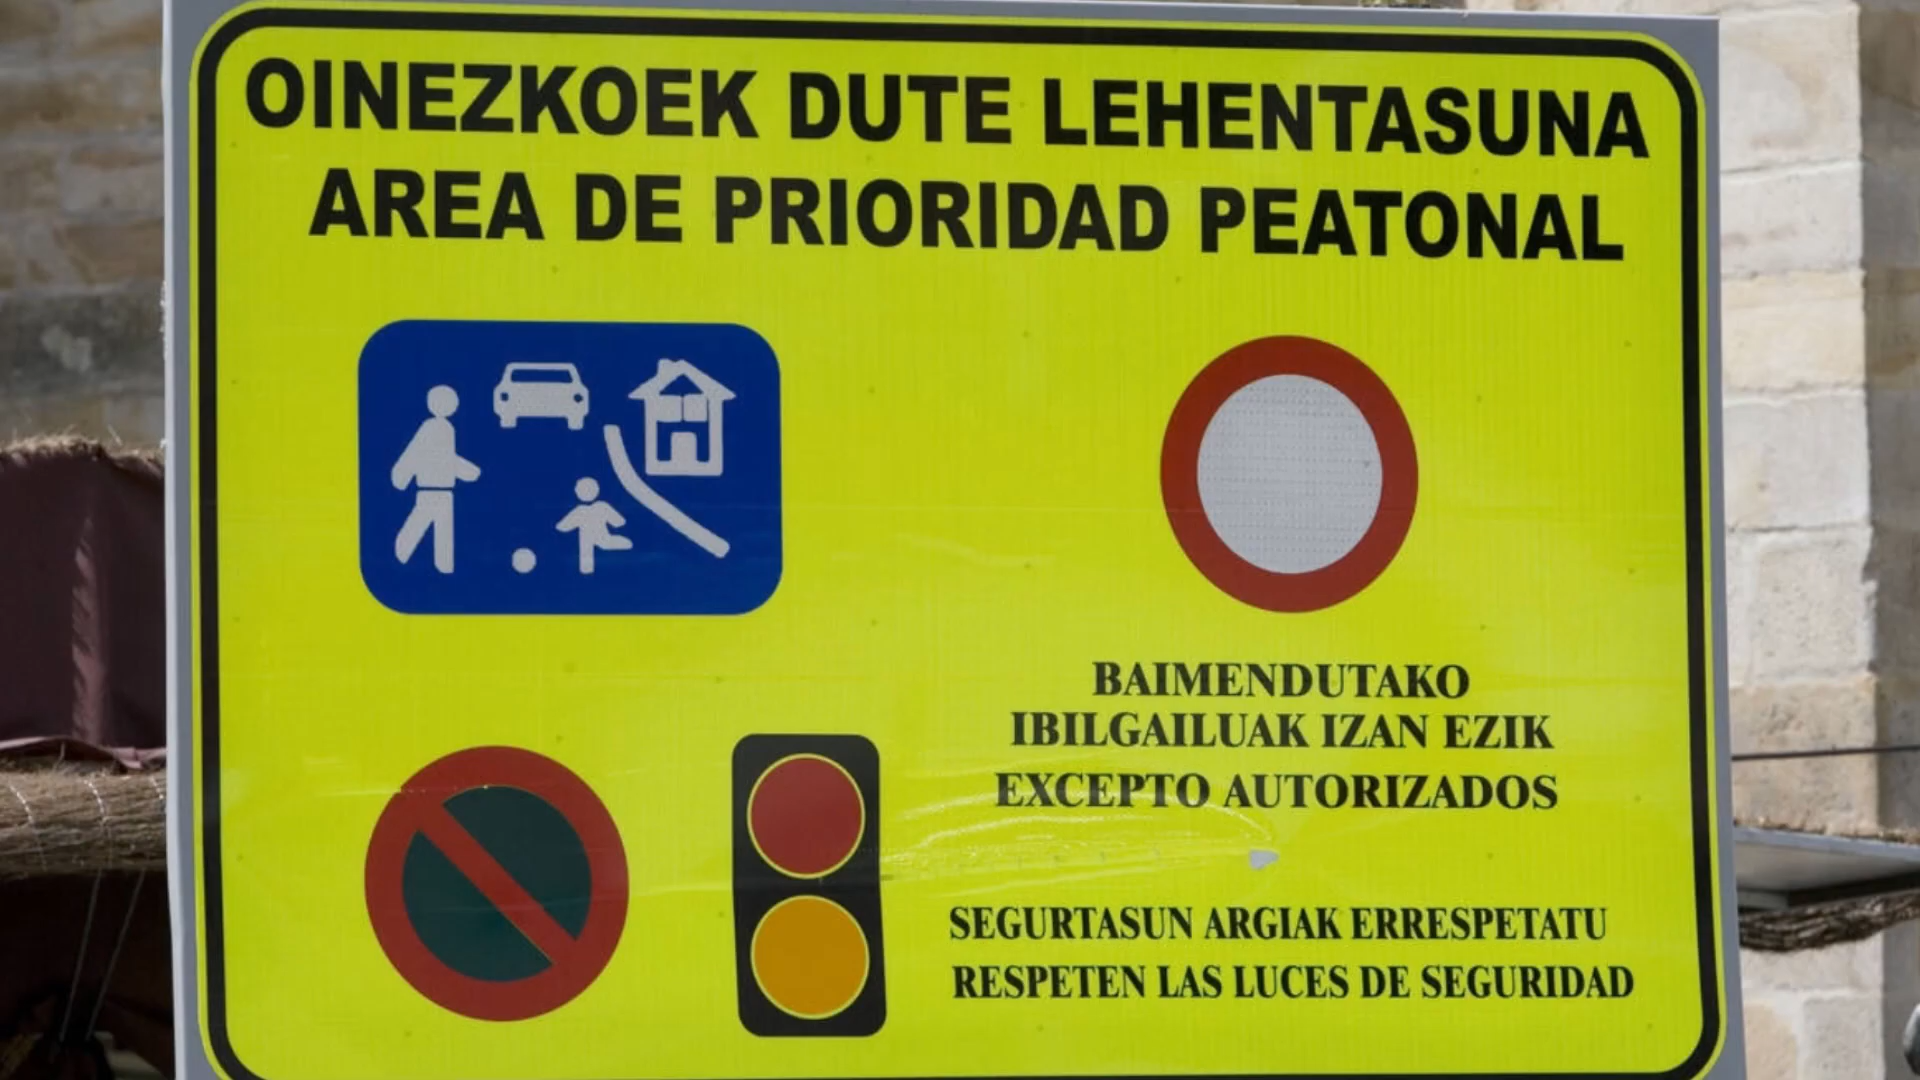 OINEZKOEK DUTE LEHENTASUNA
AREA DE PRIORIDAD PEATONAL
BAIMENDUTAKO
IBILGAILUAK IZAN EZIK
EXCEPTO AUTORIZADOS
SEGURTASUN ARGIAK ERRESPETATU
RESPETEN LAS LUCES DE SEGURIDAD